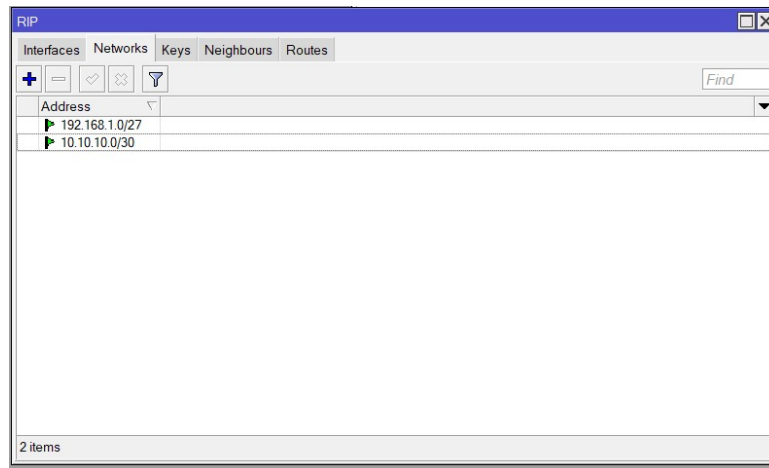 RIP
Interfaces Networks Keys Neighbours Routes
Find
Address
192.168.1.0/27
10.10.10.0/30
2 items